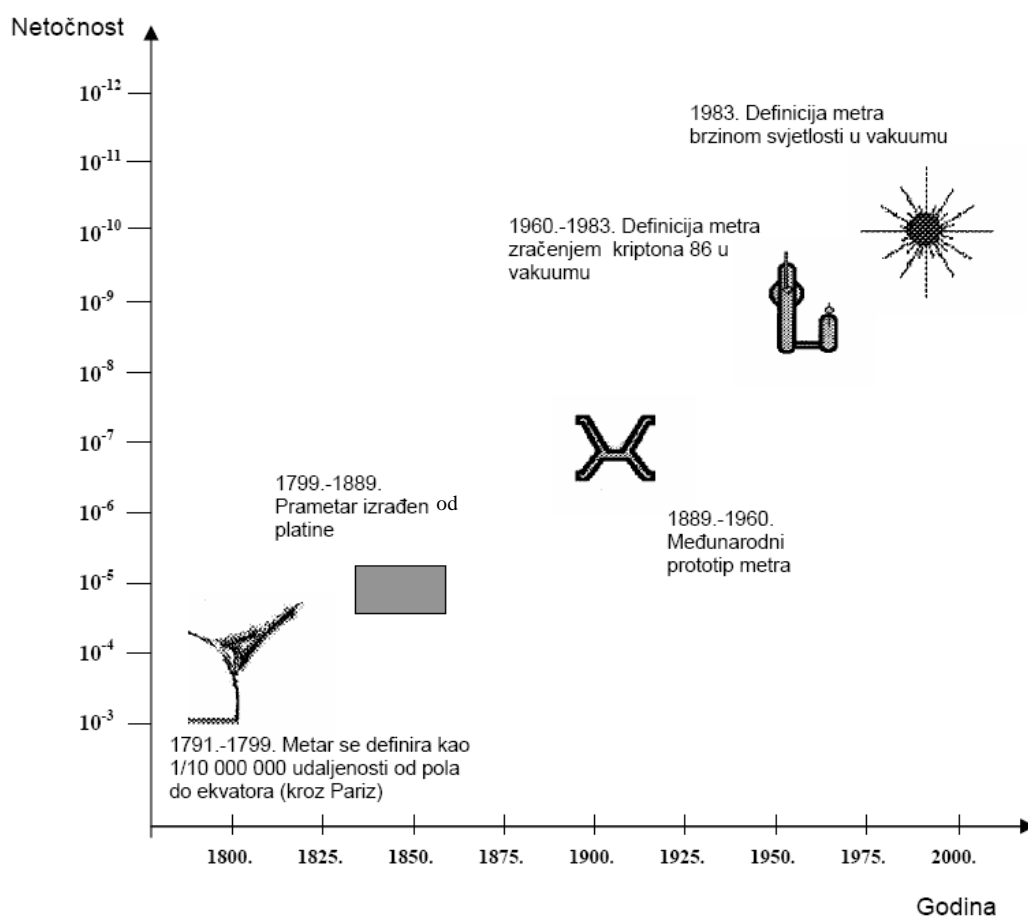 Netočnost
10-12
1983. Definicija metra
brzinom svjetlosti u vakuumu
10-11
10-10
1960.-1983. Definicija metra
zračenjem kriptona 86 u
vakuumu
10-9
10-8
10-7
1799.-1889.
Prametar izrađen od
platine
10-6
1889.-1960.
Međunarodni
prototip metra
10-5
10-4
10-3
1791.-1799. Metar se definira kao
1/10 000 000 udaljenosti od pola
do ekvatora (kroz Pariz)
1800. 1825. 1850. 1875. 1900. 1925. 1950. 1975. 2000.
Godina